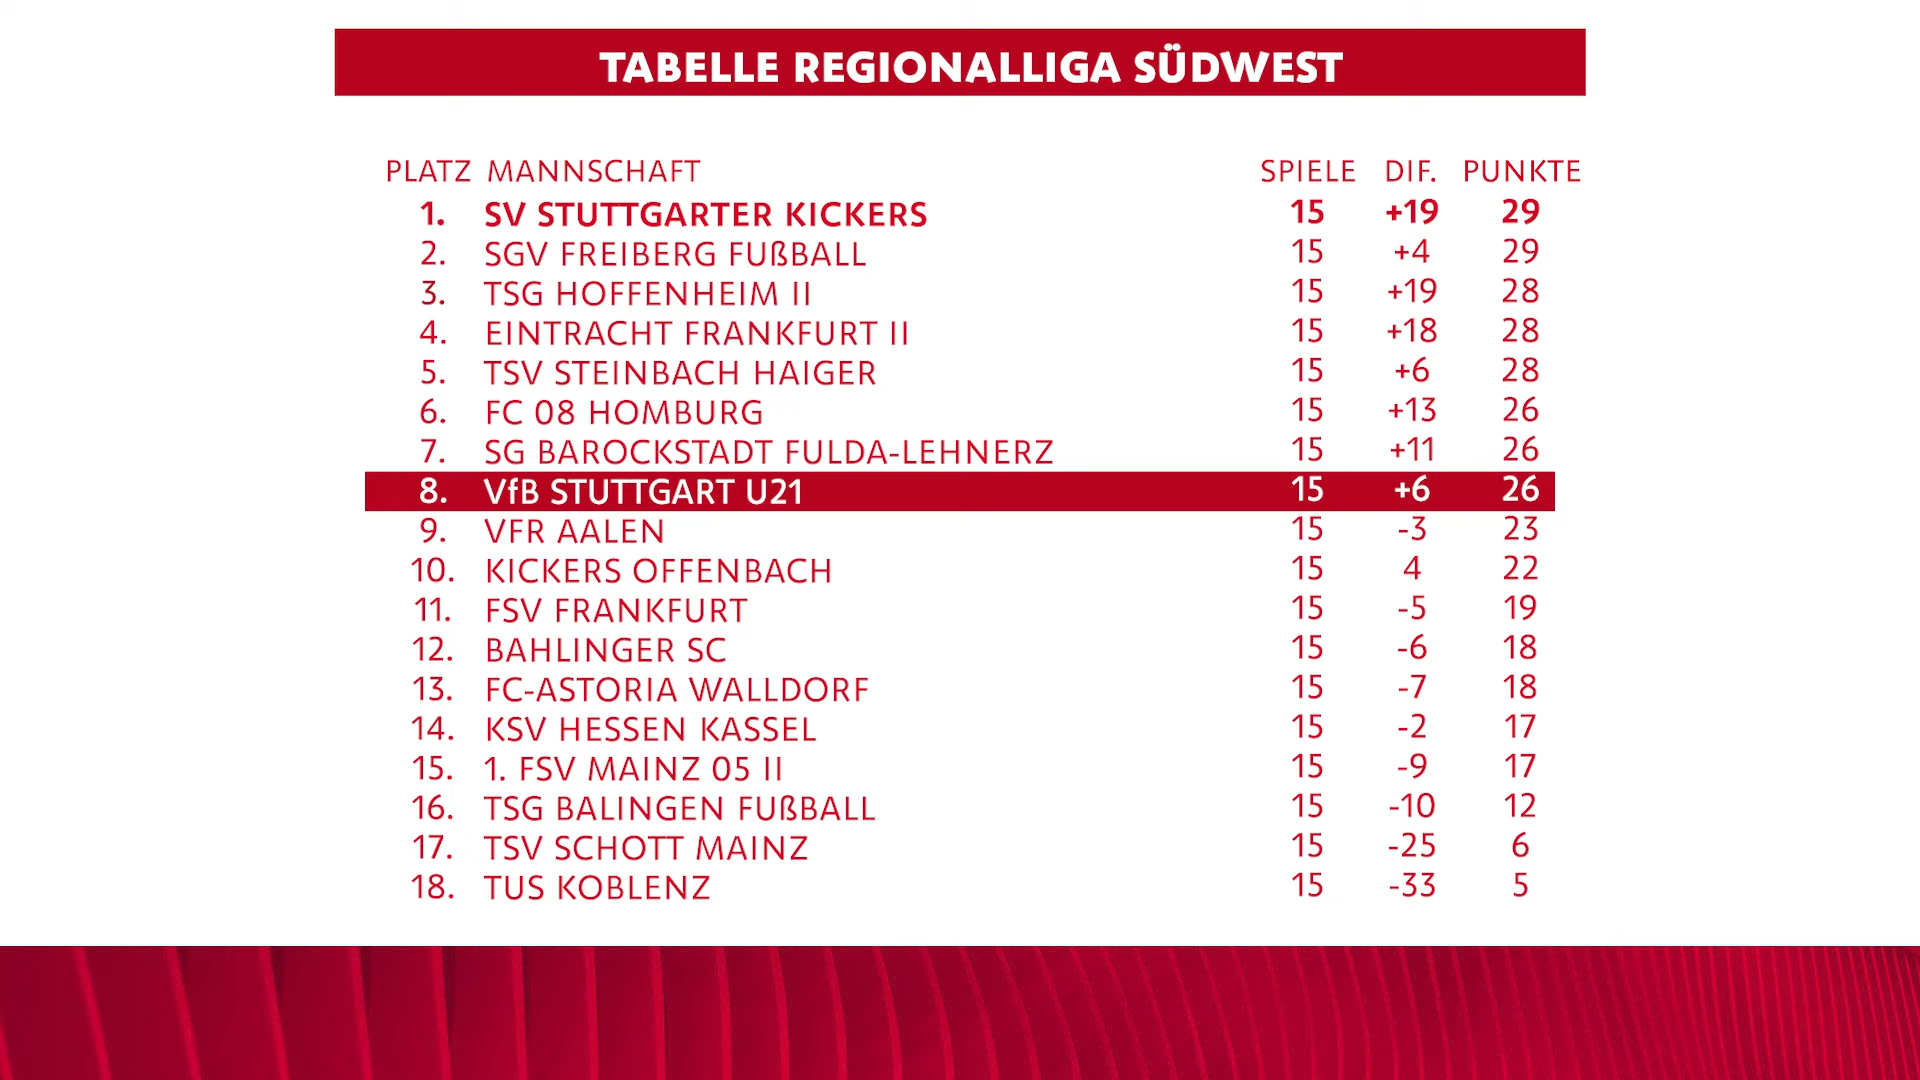 TABELLE REGIONALLIGA SÜDWEST
PLATZ MANNSCHAFT SPIELE DIF. PUNKTE
1. SV STUTTGARTER KICKERS 15 +19 29
2. SGV FREIBERG FUßBALL 15 +4 29
3. TSG HOFFENHEIM II 15 +19 28
4. EINTRACHT FRANKFURT II 15 +18 28
5. TSV STEINBACH HAIGER 15 +6 28
6. FC 08 HOMBURG 15 +13 26
7. SG BAROCKSTADT FULDA-LEHNERZ 15 +11 26
8. VfB STUTTGART U21 15 +6 26
9. VFR AALEN 15 -3 23
10. KICKERS OFFENBACH 15 4 22
11. FSV FRANKFURT 15 -5 19
12. BAHLINGER SC 15 -6 18
13. FC-ASTORIA WALLDORF 15 -7 18
14. KSV HESSEN KASSEL 15 -2 17
15. 1. FSV MAINZ 05 II 15 -9 17
16. TSG BALINGEN FUßBALL 15 -10 12
17. TSV SCHOTT MAINZ 15 -25 6
18. TUS KOBLENZ 15 -33 5